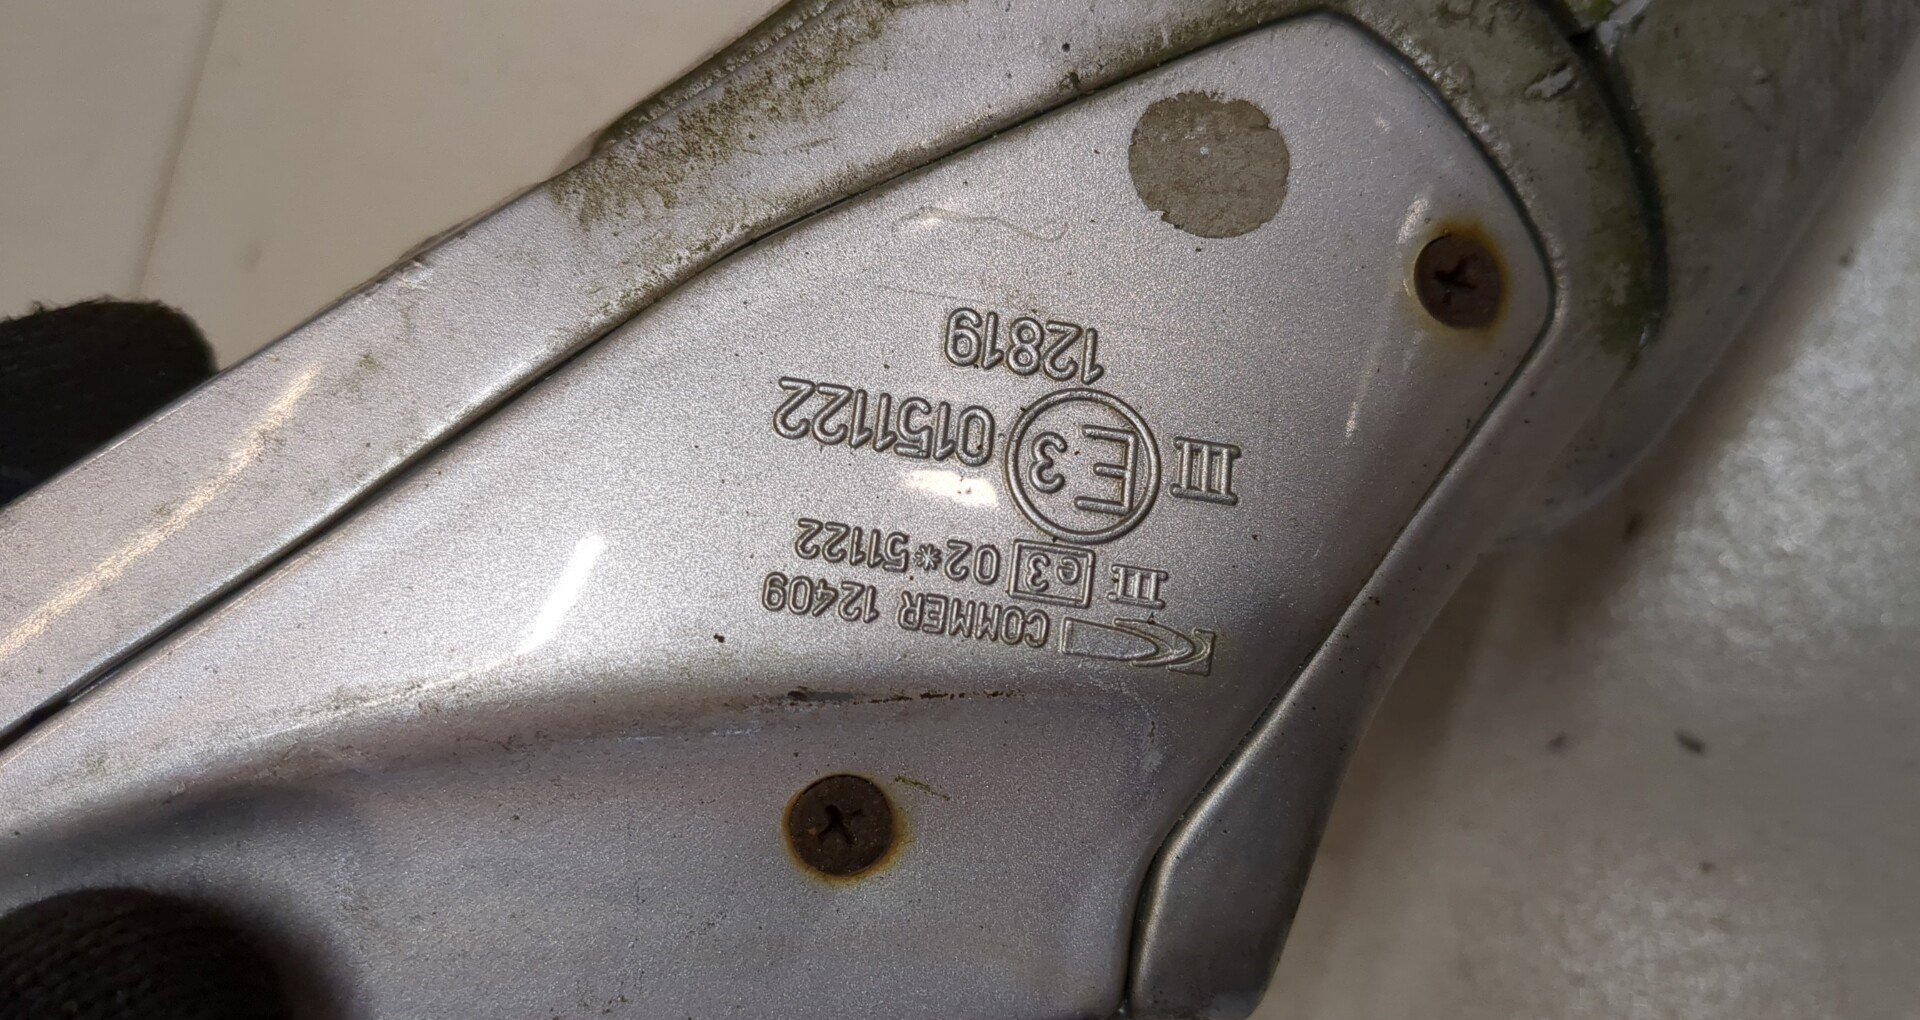 COMMER 12409
III e3 02*51122
III E3 0151122
12819